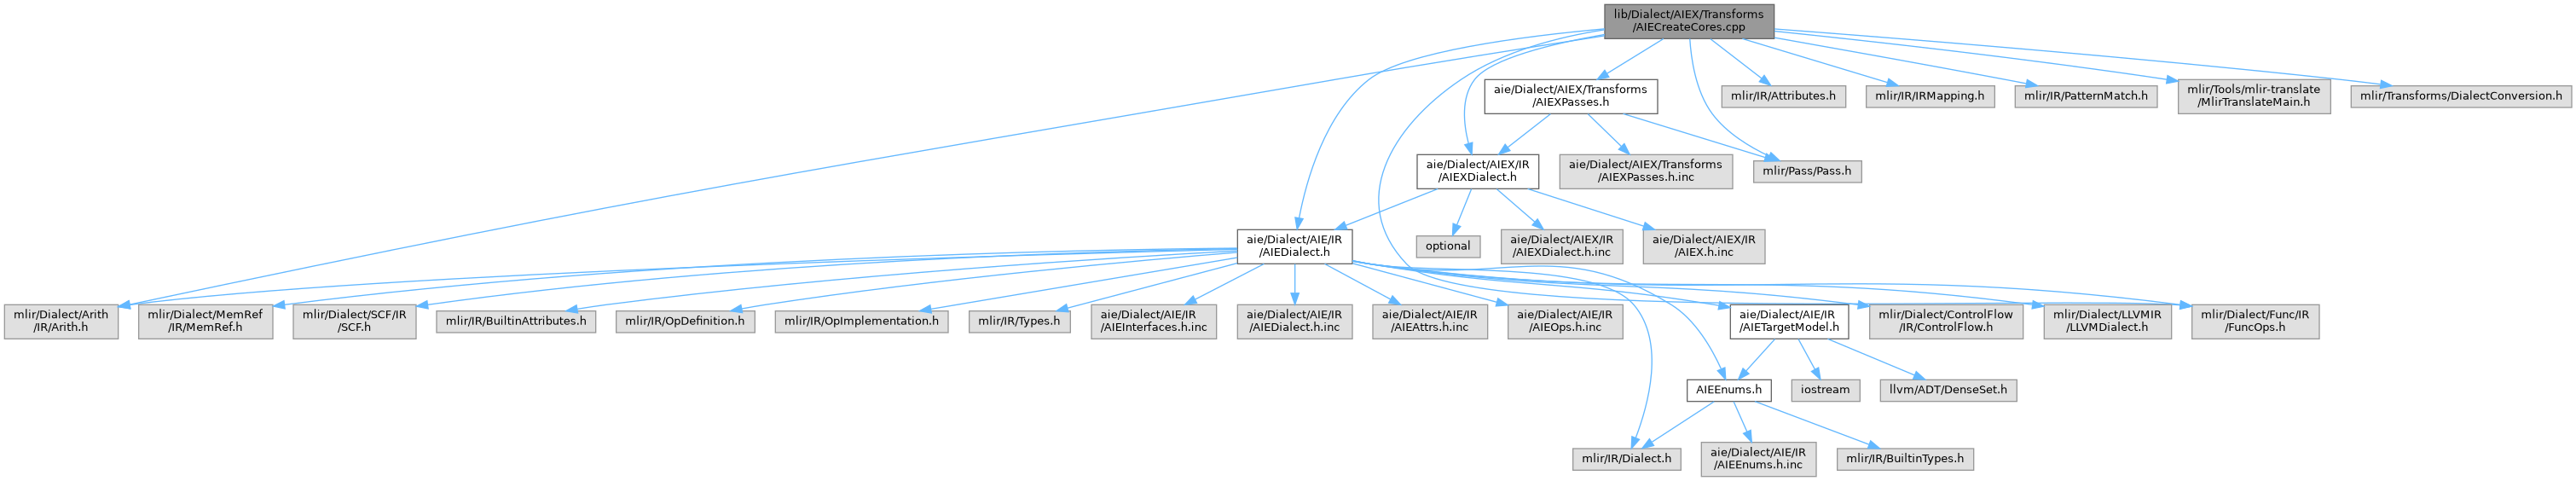 lib/Dialect/AIEX/Transforms
/AIECreateCores.cpp
aie/Dialect/AIEX/Transforms
/AIEXPasses.h
mlir/IR/Attributes.h
mlir/IR/IRMapping.h
mlir/IR/PatternMatch.h
mlir/Tools/mlir-translate
/MlirTranslateMain.h
mlir/Transforms/DialectConversion.h
aie/Dialect/AIEX/IR
/AIEXDialect.h
aie/Dialect/AIEX/Transforms
/AIEXPasses.h.inc
mlir/Pass/Pass.h
aie/Dialect/AIE/IR
/AIEDialect.h
optional
aie/Dialect/AIEX/IR
/AIEXDialect.h.inc
aie/Dialect/AIEX/IR
/AIEX.h.inc
mlir/Dialect/Arith
/IR/Arith.h
mlir/Dialect/MemRef
/IR/MemRef.h
mlir/Dialect/SCF/IR
/SCF.h
mlir/IR/BuiltinAttributes.h
mlir/IR/OpDefinition.h
mlir/IR/OpImplementation.h
mlir/IR/Types.h
aie/Dialect/AIE/IR
/AIEInterfaces.h.inc
aie/Dialect/AIE/IR
/AIEDialect.h.inc
aie/Dialect/AIE/IR
/AIEAttrs.h.inc
aie/Dialect/AIE/IR
/AIEOps.h.inc
aie/Dialect/AIE/IR
/AIETargetModel.h
mlir/Dialect/ControlFlow
/IR/ControlFlow.h
mlir/Dialect/LLVMIR
/LLVMDialect.h
mlir/Dialect/Func/IR
/FuncOps.h
AIEEnums.h
iostream
llvm/ADT/DenseSet.h
mlir/IR/Dialect.h
aie/Dialect/AIE/IR
/AIEEnums.h.inc
mlir/IR/BuiltinTypes.h